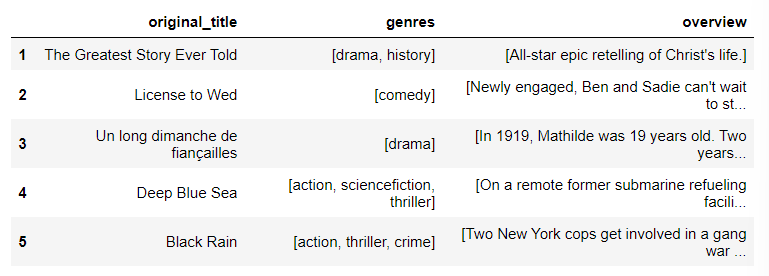 original_title genres overview
1 The Greatest Story Ever Told [drama, history] [All-star epic retelling of Christ's life.]
2 License to Wed [comedy] [Newly engaged, Ben and Sadie can't wait
to st...
3 Un long dimanche de
fiançailles [drama] [In 1919, Mathilde was 19 years old. Two
years...
4 Deep Blue Sea [action, sciencefiction,
thriller] [On a remote former submarine refueling
facili...
5 Black Rain [action, thriller, crime] [Two New York cops get involved in a gang
war ...